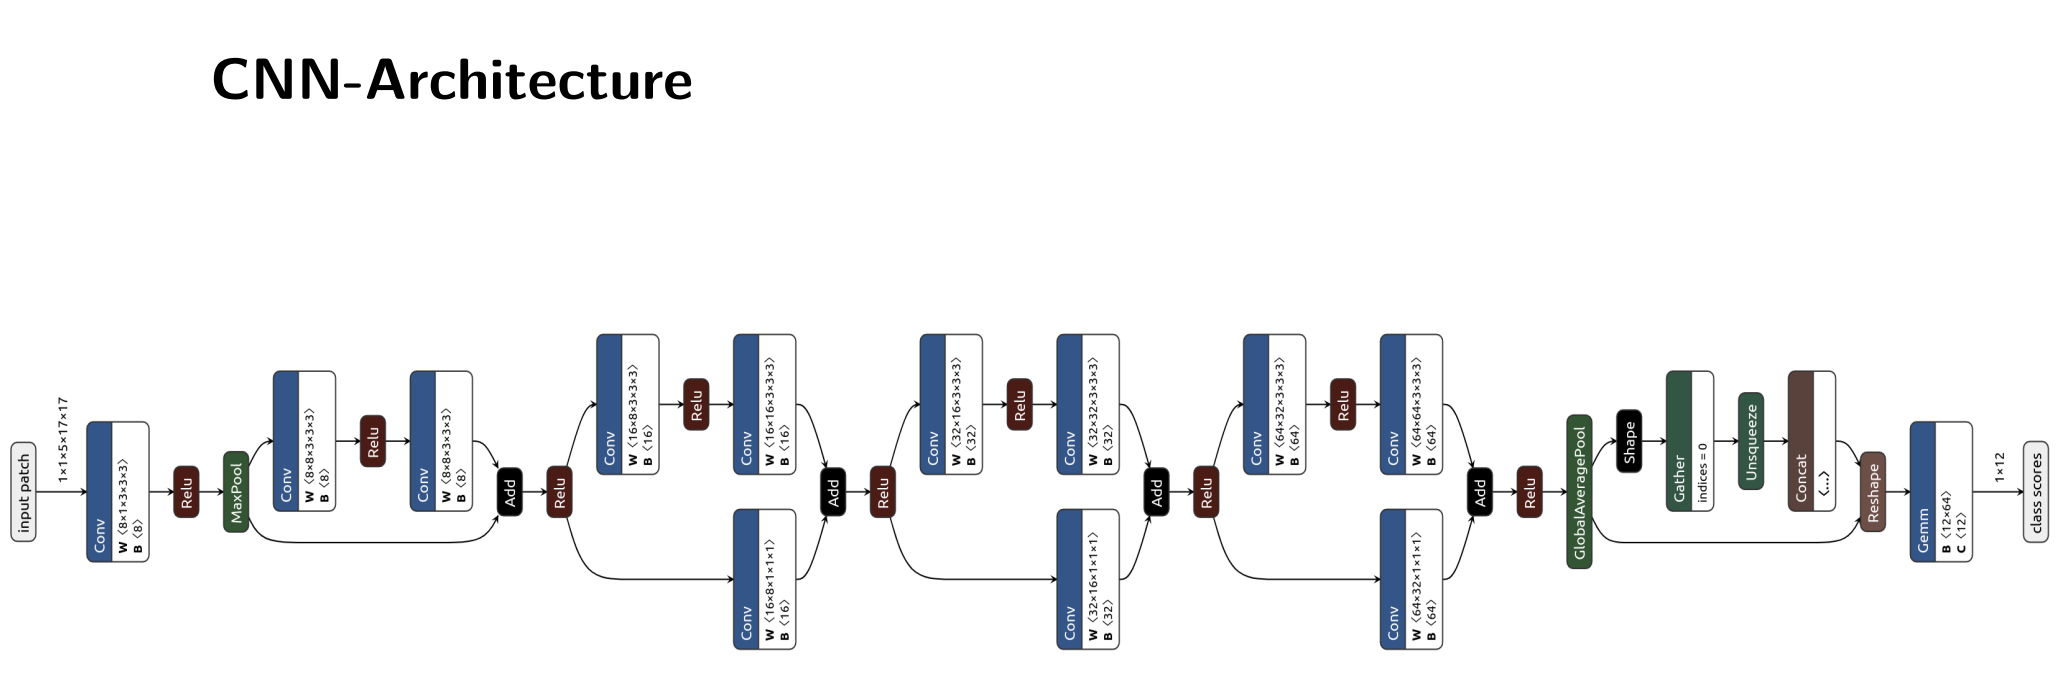 CNN-Architecture
input patch
1×1×5×17×17
Conv
W ⟨8×1×3×3×3⟩
B ⟨8⟩
Relu
MaxPool
Conv
W ⟨8×8×3×3×3⟩
B ⟨8⟩
Relu
Conv
W ⟨8×8×3×3×3⟩
B ⟨8⟩
Add
Relu
Conv
W ⟨16×8×3×3×3⟩
B ⟨16⟩
Relu
Conv
W ⟨16×16×3×3×3⟩
B ⟨16⟩
Conv
W ⟨16×8×1×1×1⟩
B ⟨16⟩
Add
Relu
Conv
W ⟨32×16×3×3×3⟩
B ⟨32⟩
Relu
Conv
W ⟨32×32×3×3×3⟩
B ⟨32⟩
Conv
W ⟨32×16×1×1×1⟩
B ⟨32⟩
Add
Relu
Conv
W ⟨64×32×3×3×3⟩
B ⟨64⟩
Relu
Conv
W ⟨64×64×3×3×3⟩
B ⟨64⟩
Conv
W ⟨64×32×1×1×1⟩
B ⟨64⟩
Add
Relu
GlobalAveragePool
Shape
Gather
indices = 0
Unsqueeze
Concat
⟨...⟩
Reshape
Gemm
B ⟨12×64⟩
C ⟨12⟩
1×12
class scores